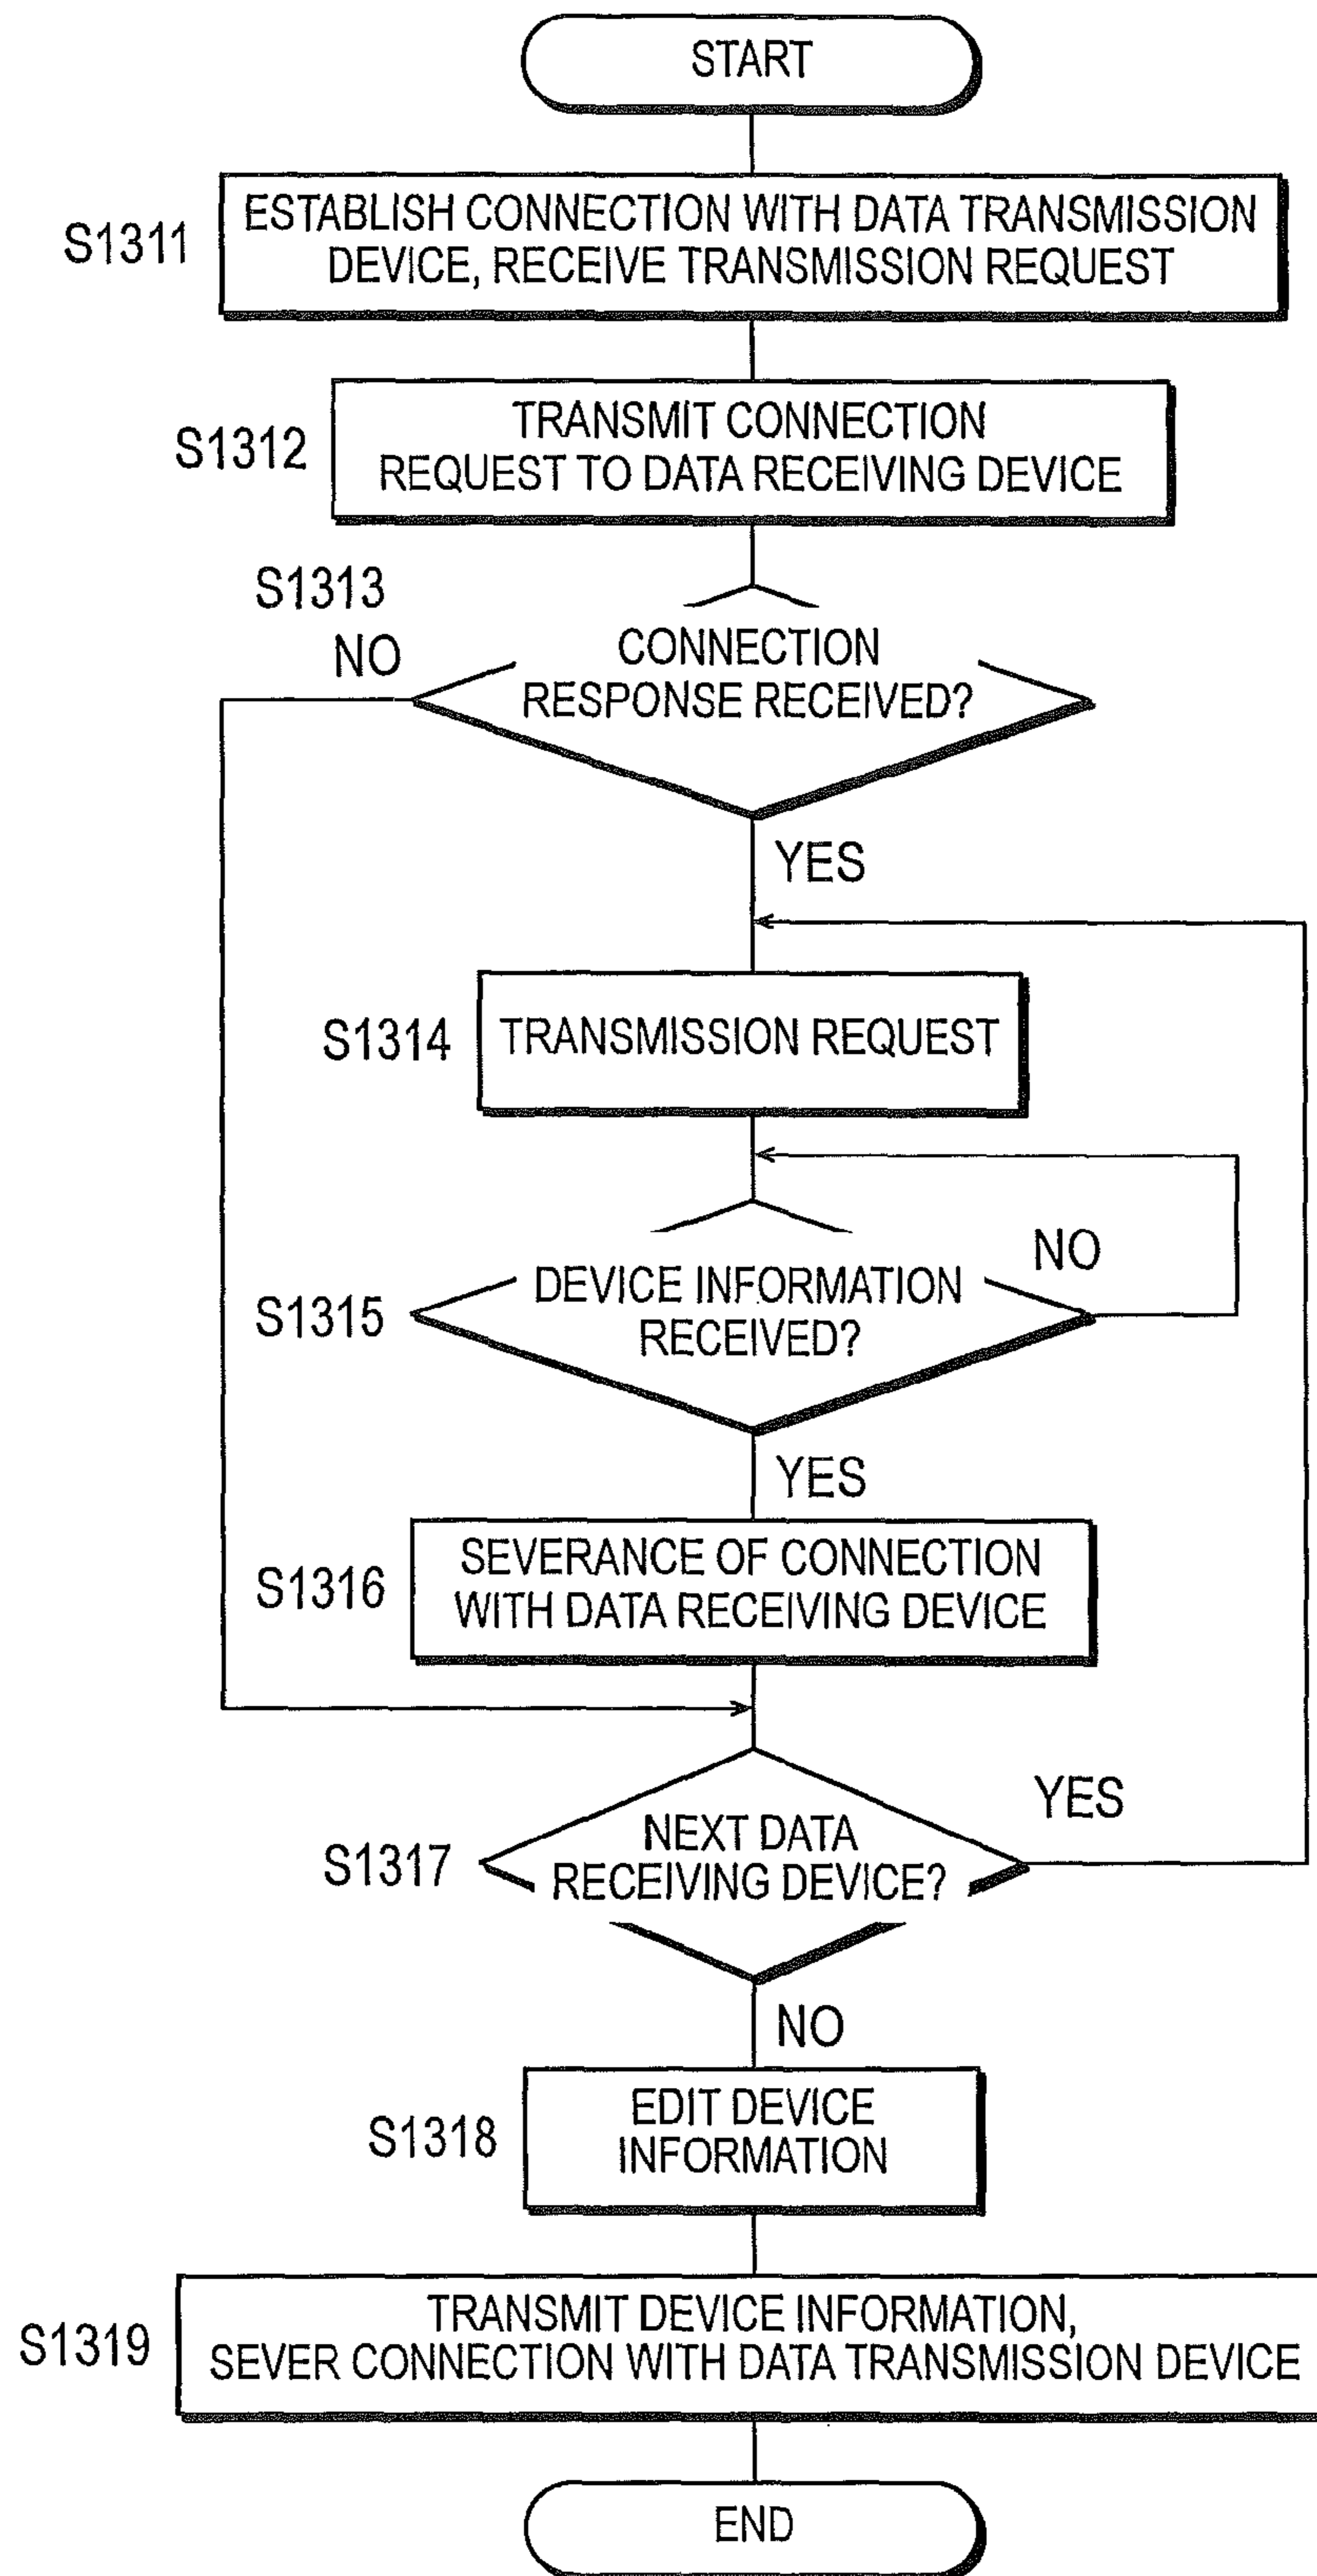 START
S1311
ESTABLISH CONNECTION WITH DATA TRANSMISSION
DEVICE, RECEIVE TRANSMISSION REQUEST
S1312
TRANSMIT CONNECTION
REQUEST TO DATA RECEIVING DEVICE
S1313
NO
CONNECTION
RESPONSE RECEIVED?
YES
S1314
TRANSMISSION REQUEST
S1315
DEVICE INFORMATION
RECEIVED?
NO
YES
S1316
SEVERANCE OF CONNECTION
WITH DATA RECEIVING DEVICE
S1317
NEXT DATA
RECEIVING DEVICE?
YES
NO
S1318
EDIT DEVICE
INFORMATION
S1319
TRANSMIT DEVICE INFORMATION,
SEVER CONNECTION WITH DATA TRANSMISSION DEVICE
END